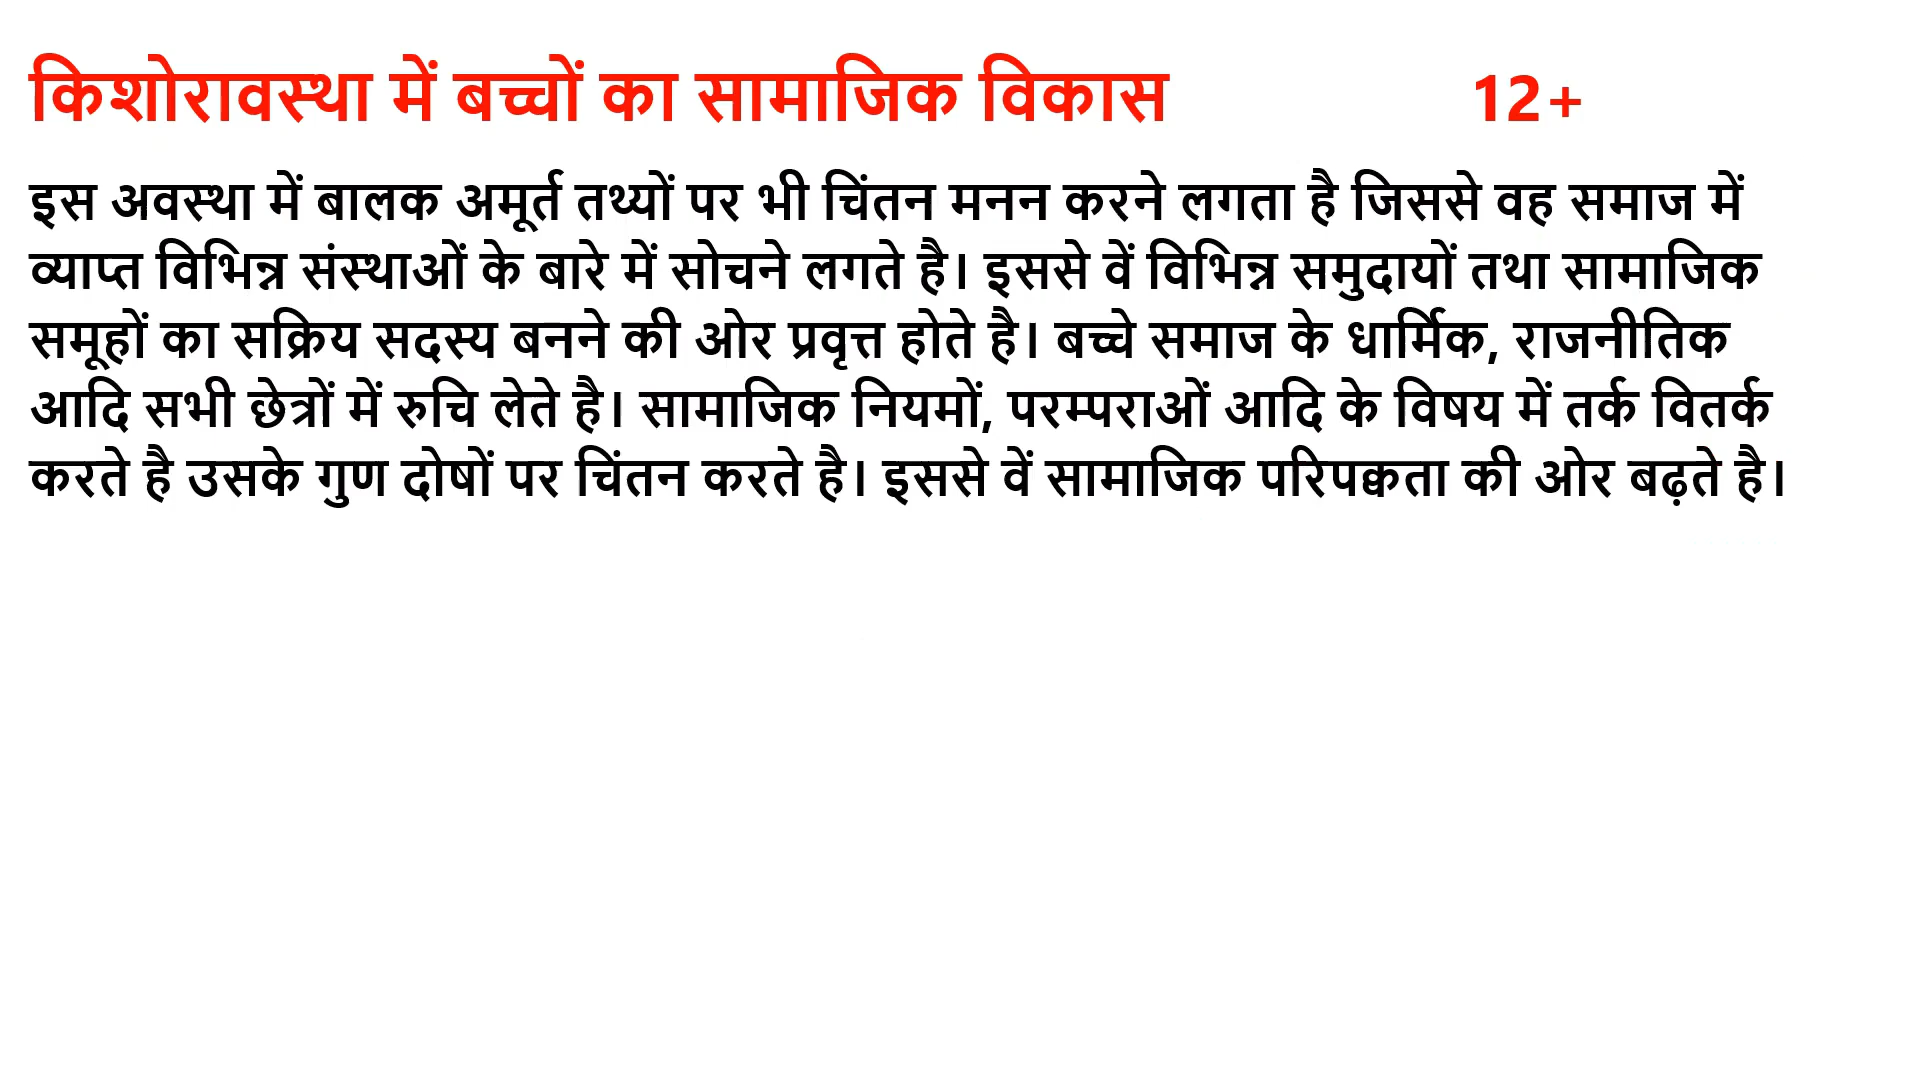 किशोरावस्था में बच्चों का सामाजिक विकास 12+
इस अवस्था में बालक अमूर्त तथ्यों पर भी चिंतन मनन करने लगता है जिससे वह समाज में
व्याप्त विभिन्न संस्थाओं के बारे में सोचने लगते है। इससे वें विभिन्न समुदायों तथा सामाजिक
समूहों का सक्रिय सदस्य बनने की ओर प्रवृत्त होते है। बच्चे समाज के धार्मिक, राजनीतिक
आदि सभी छेत्रों में रुचि लेते है। सामाजिक नियमों, परम्पराओं आदि के विषय में तर्क वितर्क
करते है उसके गुण दोषों पर चिंतन करते है। इससे वें सामाजिक परिपक्वता की ओर बढ़ते है।